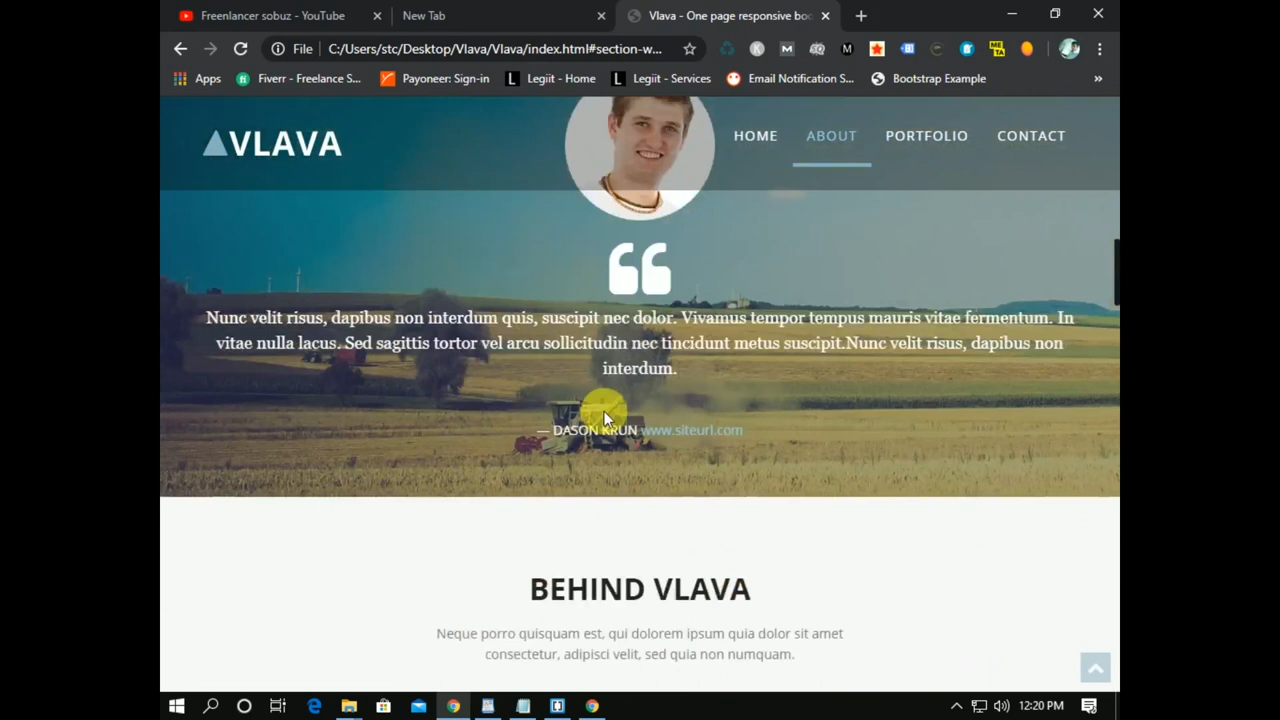 Freenlancer sobuz - YouTube
New Tab
Vlava - One page responsive boo
File
C:/Users/stc/Desktop/Vlava/Vlava/index.html#section-w...
Apps
Fiverr - Freelance S...
Payoneer: Sign-in
Legiit - Home
Legiit - Services
Email Notification S...
Bootstrap Example
VLAVA
HOME
ABOUT
PORTFOLIO
CONTACT
Nunc velit risus, dapibus non interdum quis, suscipit nec dolor. Vivamus tempor tempus mauris vitae fermentum. In
vitae nulla lacus. Sed sagittis tortor vel arcu sollicitudin nec tincidunt metus suscipit.Nunc velit risus, dapibus non
interdum.
— DASON KRUN www.siteurl.com
BEHIND VLAVA
Neque porro quisquam est, qui dolorem ipsum quia dolor sit amet
consectetur, adipisci velit, sed quia non numquam.
12:20 PM